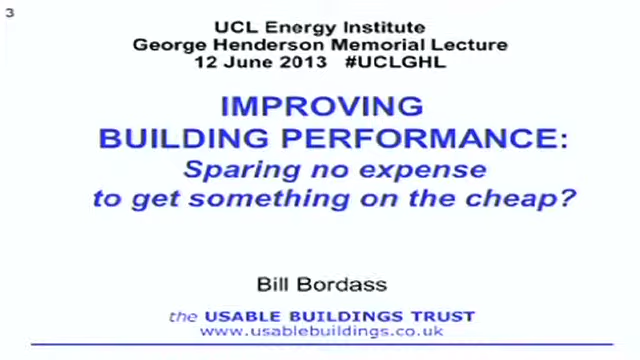 3
UCL Energy Institute
George Henderson Memorial Lecture
12 June 2013 #UCLGHL
IMPROVING
BUILDING PERFORMANCE:
Sparing no expense
to get something on the cheap?
Bill Bordass
the USABLE BUILDINGS TRUST
www.usablebuildings.co.uk